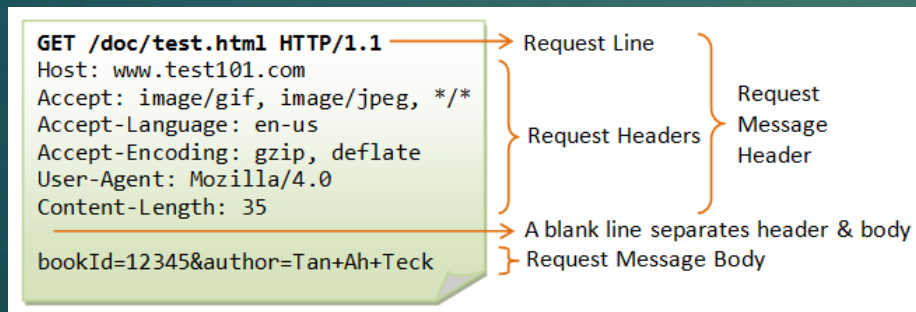 GET /doc/test.html HTTP/1.1
Host: www.test101.com
Accept: image/gif, image/jpeg, */*
Accept-Language: en-us
Accept-Encoding: gzip, deflate
User-Agent: Mozilla/4.0
Content-Length: 35
bookId=12345&author=Tan+Ah+Teck
Request Line
Request Headers
A blank line separates header & body
Request Message Body
Request
Message
Header